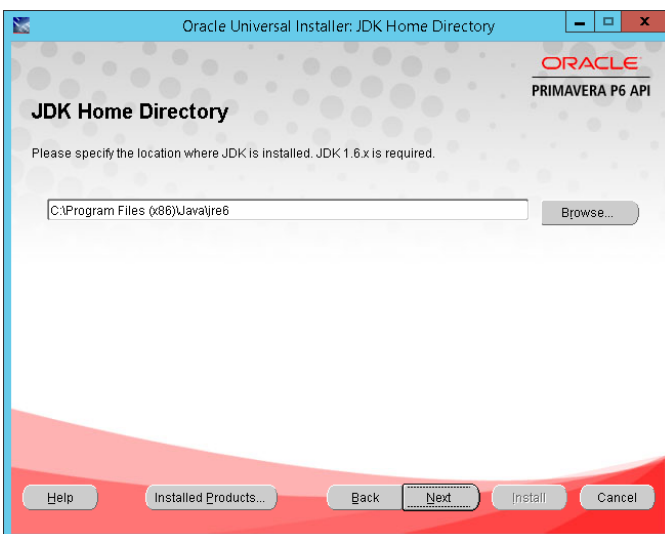 Oracle Universal Installer: JDK Home Directory
ORACLE
PRIMAVERA P6 API
JDK Home Directory
Please specify the location where JDK is installed. JDK 1.6.x is required.
C:\Program Files (x86)\Java\jre6
Browse...
Help
Installed Products...
Back
Next
Install
Cancel